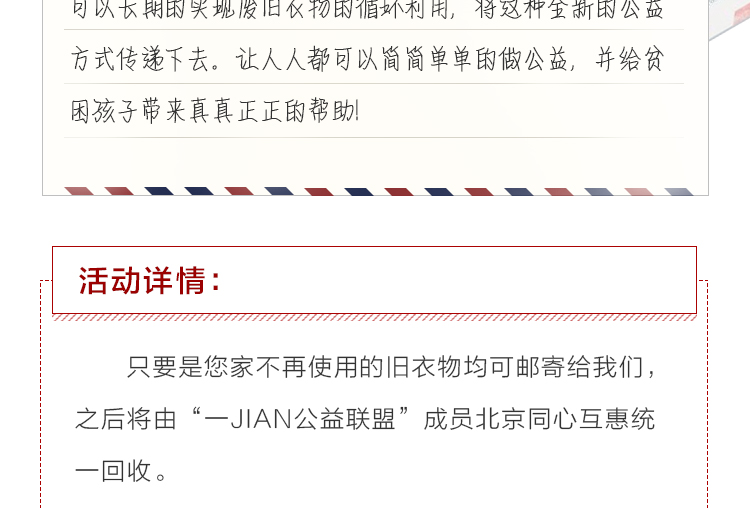 可以长期的实现废旧衣物的循环利用，将这种全新的公益
方式传递下去。让人人都可以简简单单的做公益，并给贫
困孩子带来真真正正的帮助!
活动详情：
只要是您家不再使用的旧衣物均可邮寄给我们，
之后将由“一JIAN公益联盟”成员北京同心互惠统
一回收。